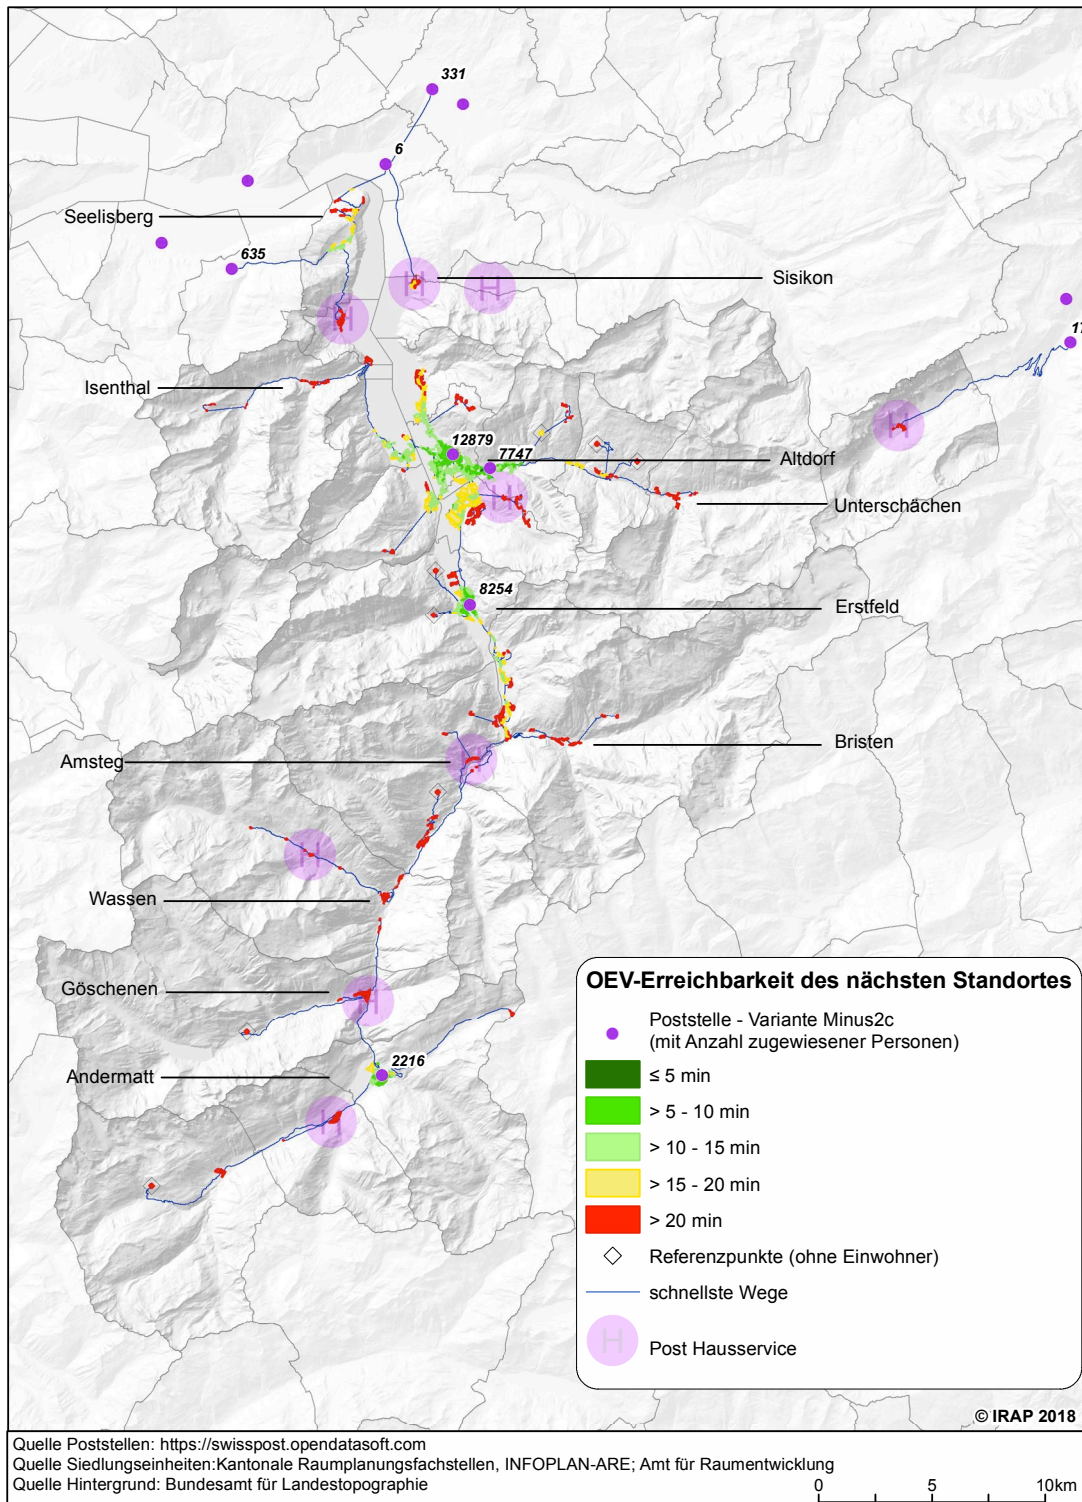 331
6
Seelisberg
635
Sisikon
H
H
H
17
Isenthal
H
12879
7747
Altdorf
H
Unterschächen
8254
Erstfeld
Bristen
Amsteg
H
H
Wassen
Göschenen
H
2216
Andermatt
H
OEV-Erreichbarkeit des nächsten Standortes
Poststelle - Variante Minus2c
(mit Anzahl zugewiesener Personen)
≤ 5 min
> 5 - 10 min
> 10 - 15 min
> 15 - 20 min
> 20 min
Referenzpunkte (ohne Einwohner)
schnellste Wege
H Post Hausservice
© IRAP 2018
Quelle Poststellen: https://swisspost.opendatasoft.com
Quelle Siedlungseinheiten:Kantonale Raumplanungsfachstellen, INFOPLAN-ARE; Amt für Raumentwicklung
Quelle Hintergrund: Bundesamt für Landestopographie
0 5 10km